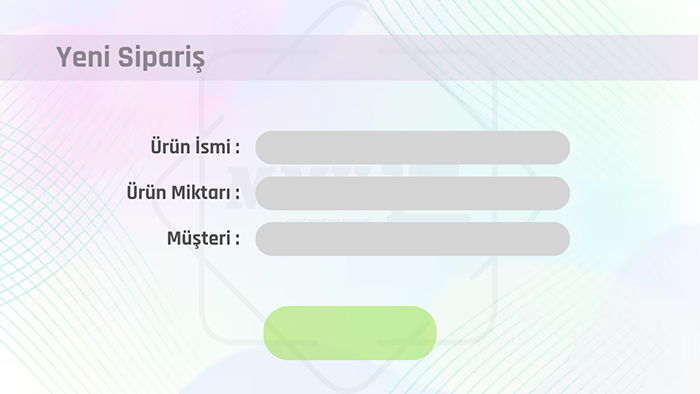 Yeni Sipariş
Ürün İsmi :
Ürün Miktarı :
Müşteri :